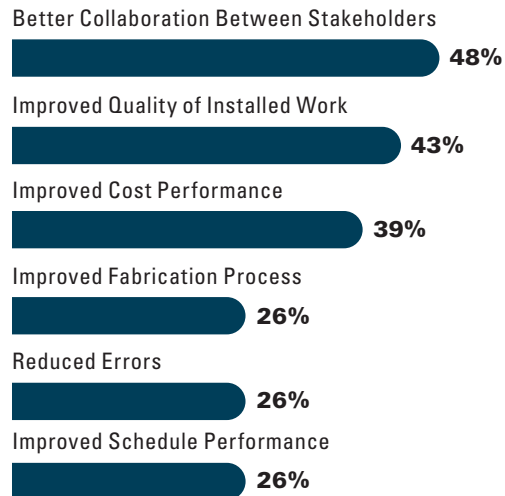 Better Collaboration Between Stakeholders
48%
Improved Quality of Installed Work
43%
Improved Cost Performance
39%
Improved Fabrication Process
26%
Reduced Errors
26%
Improved Schedule Performance
26%